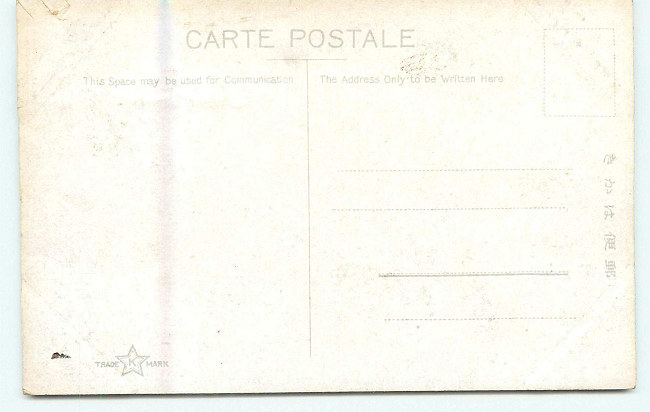 CARTE POSTALE
This Space may be used for Communication
The Address Only to be Written Here
きかは便郵
TRADE K MARK